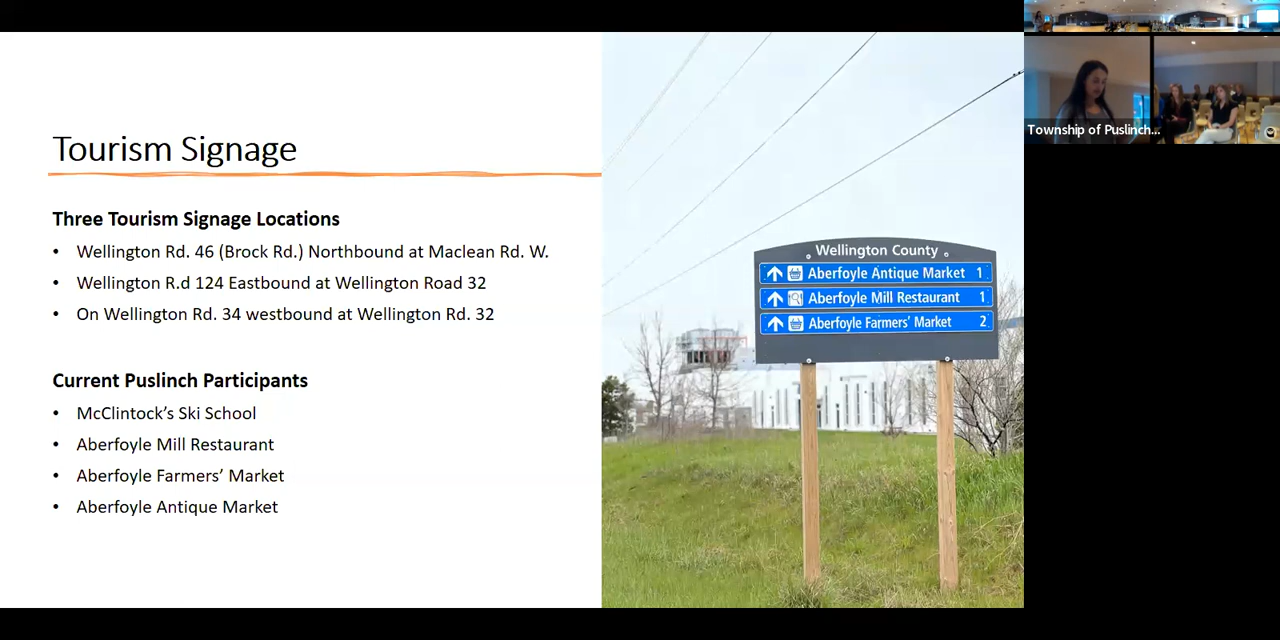 Tourism Signage
Three Tourism Signage Locations
• Wellington Rd. 46 (Brock Rd.) Northbound at Maclean Rd. W.
• Wellington R.d 124 Eastbound at Wellington Road 32
• On Wellington Rd. 34 westbound at Wellington Rd. 32
Current Puslinch Participants
• McClintock's Ski School
• Aberfoyle Mill Restaurant
• Aberfoyle Farmers' Market
• Aberfoyle Antique Market
Wellington County
Aberfoyle Antique Market 1
Aberfoyle Mill Restaurant 1
Aberfoyle Farmers' Market 2
Township of Puslinch...